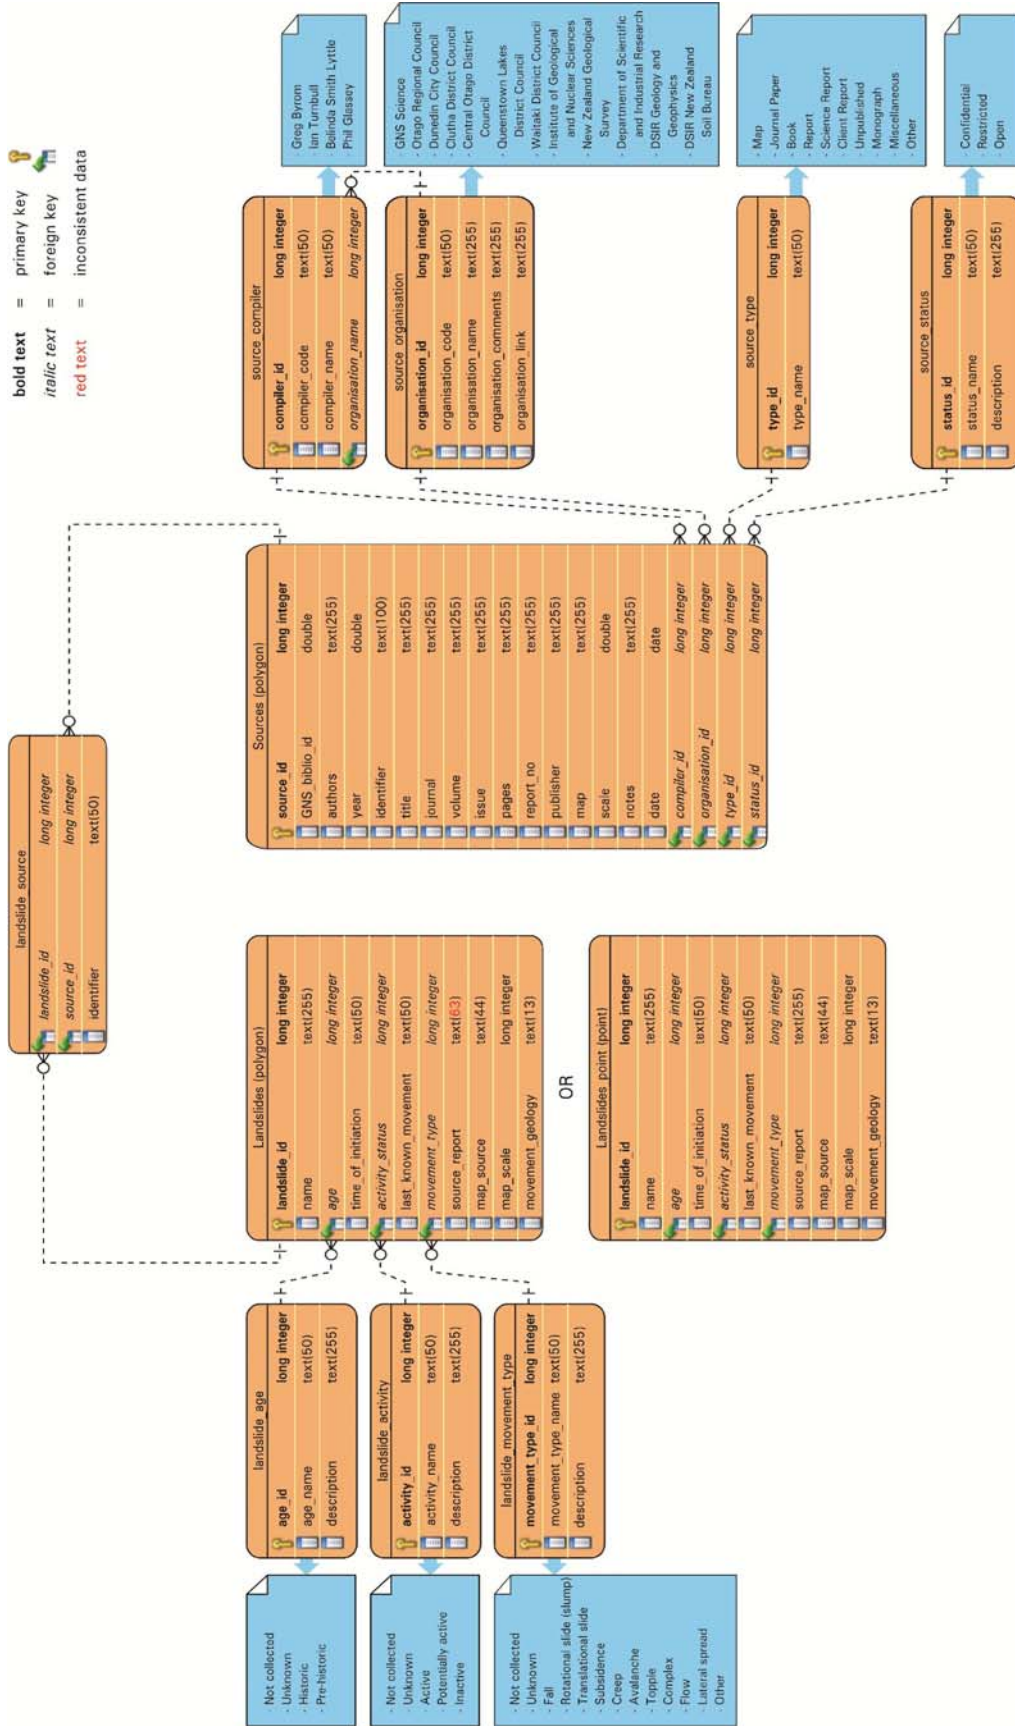 bold text = primary key
italic text = foreign key
red text = inconsistent data
landslide_source
landslide_id long integer
source_id long integer
identifier text(50)
- Not collected
- Unknown
- Historic
- Pre-historic
landslide_age
age_id long integer
age_name text(50)
description text(255)
- Not collected
- Unknown
- Active
- Potentially active
- Inactive
landslide_activity
activity_id long integer
activity_name text(50)
description text(255)
- Not collected
- Unknown
- Fall
- Rotational slide (slump)
- Translational slide
- Subsidence
- Creep
- Avalanche
- Topple
- Complex
- Flow
- Lateral spread
- Other
landslide_movement_type
movement_type_id long integer
movement_type_name text(50)
description text(255)
Landslides (polygon)
landslide_id long integer
name text(255)
age long integer
time_of_initiation text(50)
activity_status long integer
last_known_movement text(50)
movement_type long integer
source_report text(63)
map_source text(44)
map_scale long integer
movement_geology text(13)
OR
Landslides_point (point)
landslide_id long integer
name text(255)
age long integer
time_of_initiation text(50)
activity_status long integer
last_known_movement text(50)
movement_type long integer
source_report text(255)
map_source text(44)
map_scale long integer
movement_geology text(13)
Sources (polygon)
source_id long integer
GNS_biblio_id double
authors text(255)
year double
identifier text(100)
title text(255)
journal text(255)
volume text(255)
issue text(255)
pages text(255)
report_no text(255)
publisher text(255)
map text(255)
scale double
notes text(255)
date date
compiler_id long integer
organisation_id long integer
type_id long integer
status_id long integer
source_compiler
compiler_id long integer
compiler_code text(50)
compiler_name text(50)
organisation_name long integer
- Greg Byrom
- Ian Turnbull
- Bolinda Smith Lyttle
- Phil Glassey
source_organisation
organisation_id long integer
organisation_code text(50)
organisation_name text(255)
organisation_comments text(255)
organisation_link text(255)
- GNS Science
- Otago Regional Council
- Dunedin City Council
- Clutha District Council
- Central Otago District
Council
- Queenstown Lakes
District Council
- Waitaki District Council
- Institute of Geological
and Nuclear Sciences
- New Zealand Geological
Survey
- Department of Scientific
and Industrial Research
- DSIR Geology and
Geophysics
- DSIR New Zealand
Soil Bureau
source_type
type_id long integer
type_name text(50)
- Map
- Journal Paper
- Book
- Report
- Science Report
- Client Report
- Unpublished
- Monograph
- Miscellaneous
- Other
source_status
status_id long integer
status_name text(50)
description text(255)
- Confidential
- Restricted
- Open